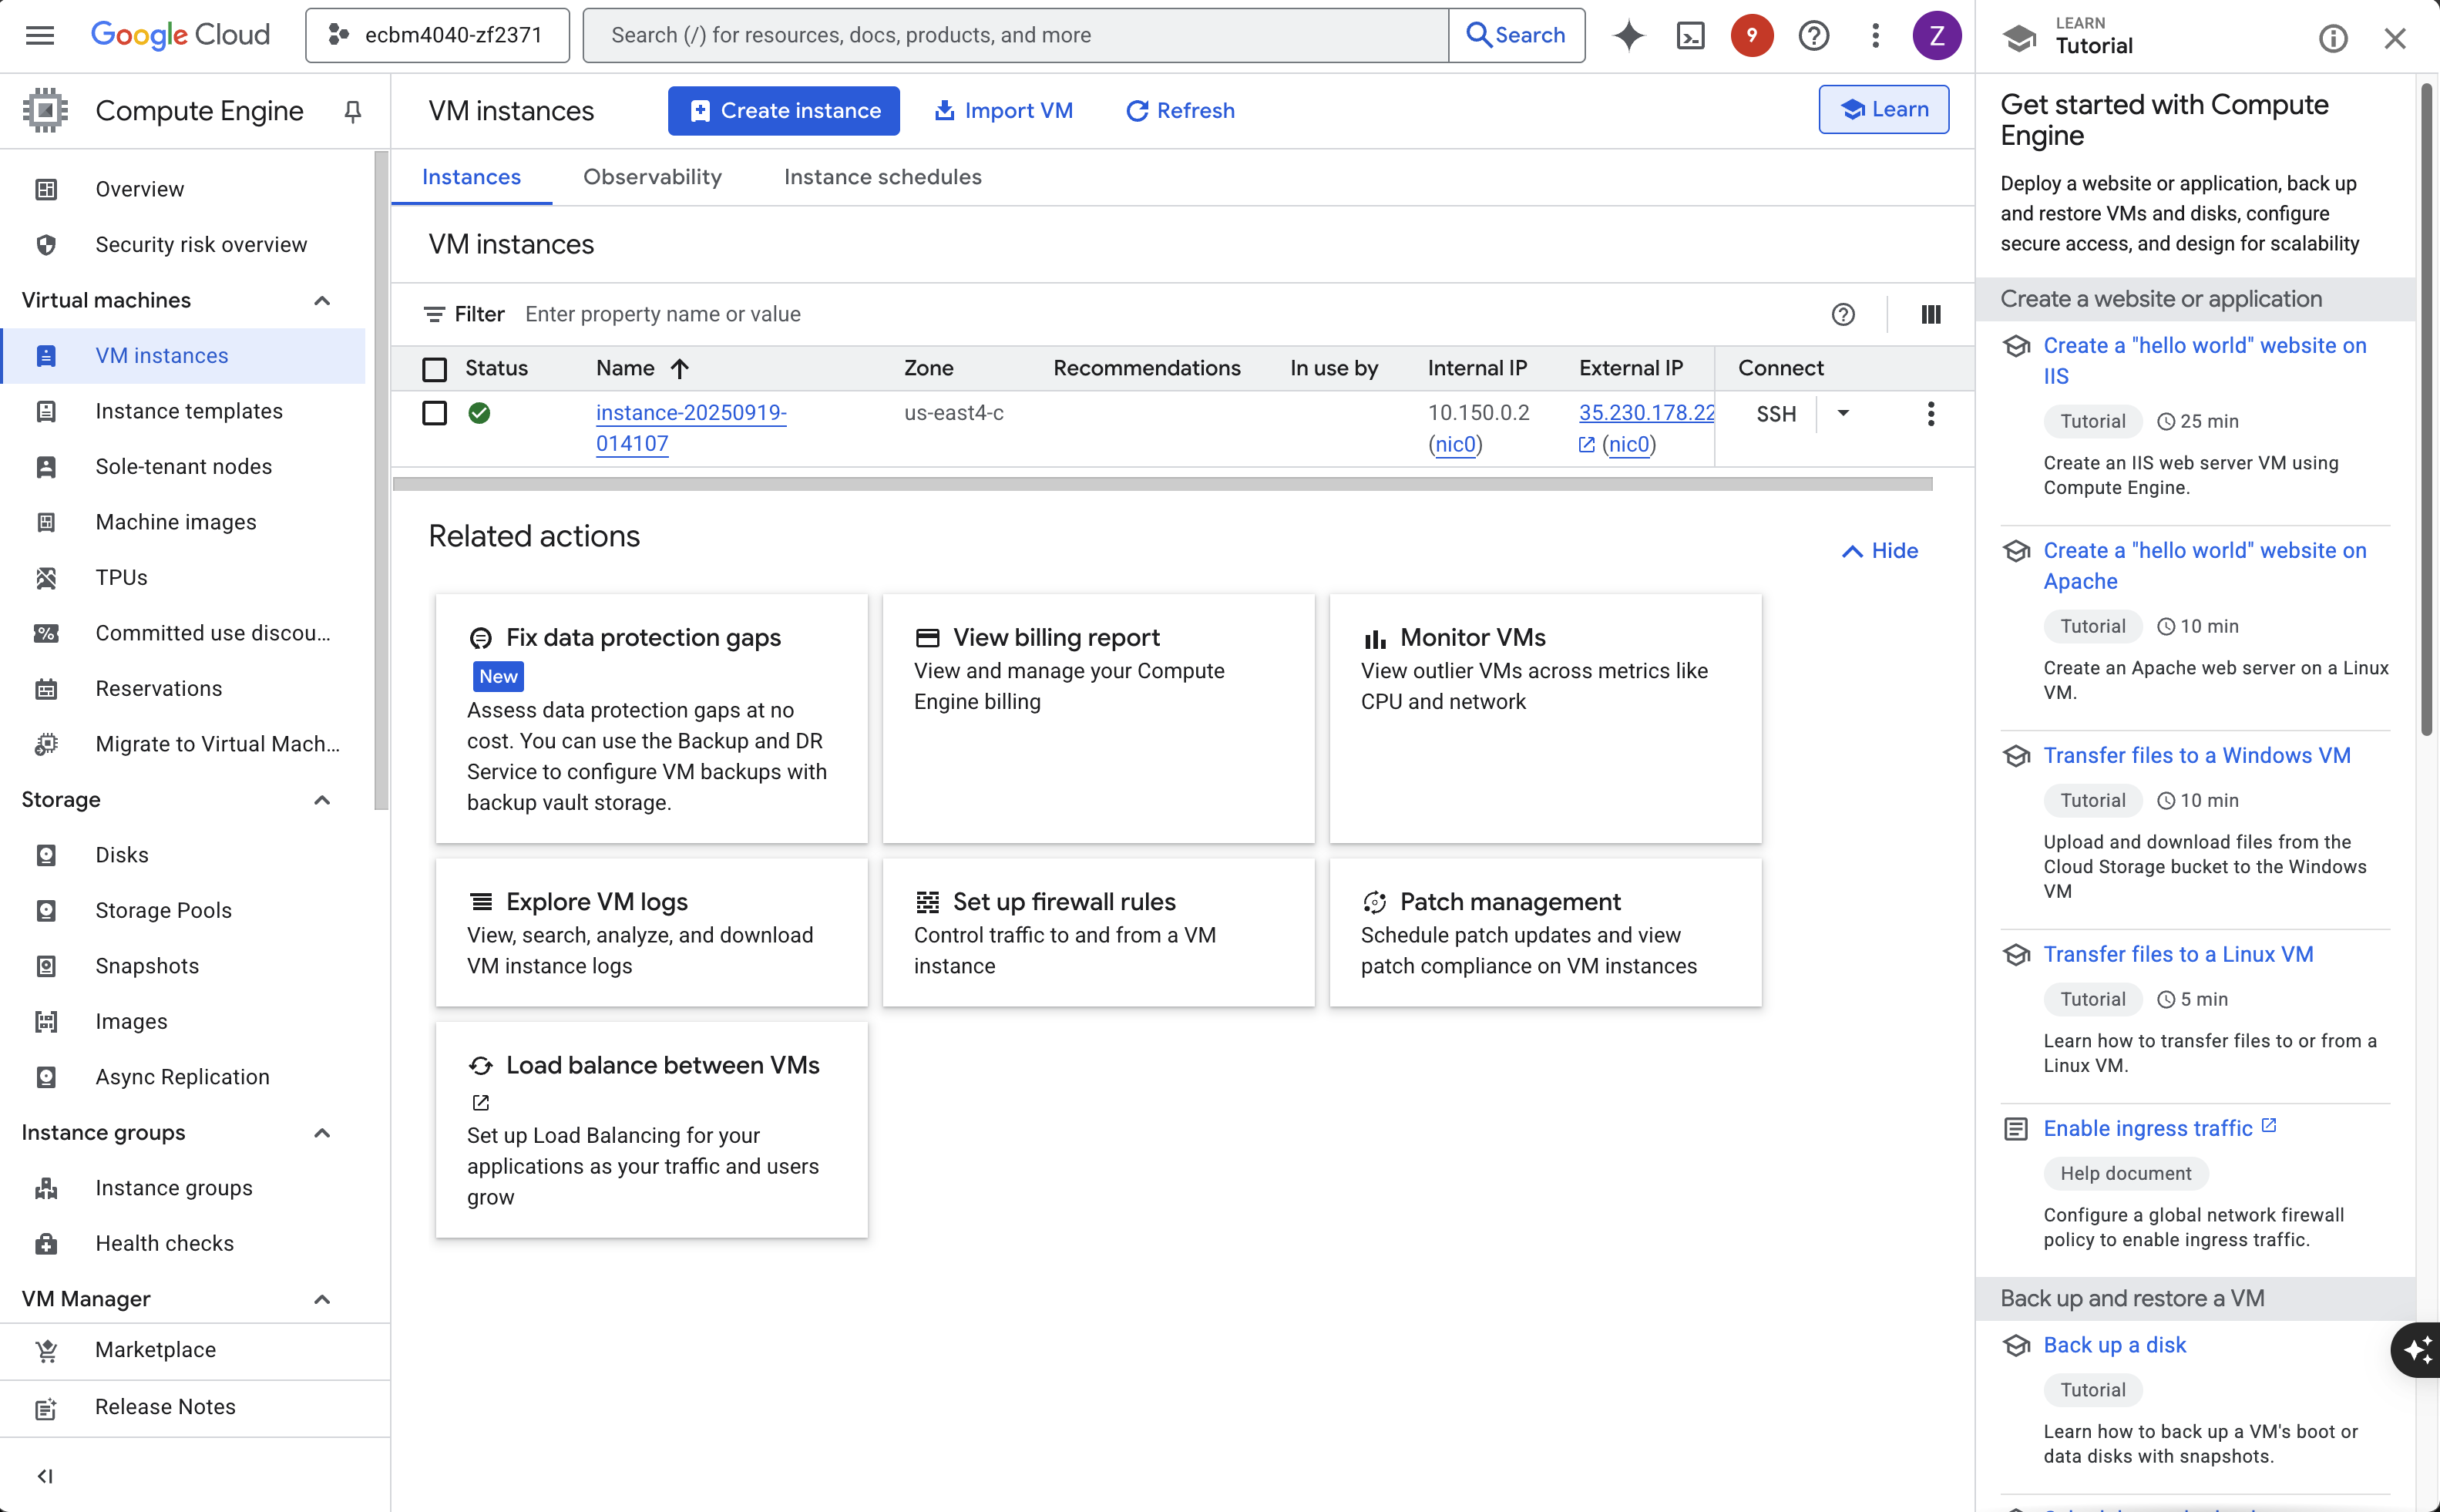 Google Cloud
ecbm4040-zf2371
Search (/) for resources, docs, products, and more
Search
9
Z
LEARN
Tutorial
Compute Engine
Overview
Security risk overview
Virtual machines
VM instances
Instance templates
Sole-tenant nodes
Machine images
TPUs
Committed use discou...
Reservations
Migrate to Virtual Mach...
Storage
Disks
Storage Pools
Snapshots
Images
Async Replication
Instance groups
Instance groups
Health checks
VM Manager
Marketplace
Release Notes
VM instances
Create instance
Import VM
Refresh
Learn
Instances
Observability
Instance schedules
VM instances
Filter
Enter property name or value
Status
Name
Zone
Recommendations
In use by
Internal IP
External IP
Connect
instance-20250919-
014107
us-east4-c
10.150.0.2
(nic0)
35.230.178.22
(nic0)
SSH
Related actions
Hide
Fix data protection gaps
New
Assess data protection gaps at no
cost. You can use the Backup and DR
Service to configure VM backups with
backup vault storage.
View billing report
View and manage your Compute
Engine billing
Monitor VMs
View outlier VMs across metrics like
CPU and network
Explore VM logs
View, search, analyze, and download
VM instance logs
Set up firewall rules
Control traffic to and from a VM
instance
Patch management
Schedule patch updates and view
patch compliance on VM instances
Load balance between VMs
Set up Load Balancing for your
applications as your traffic and users
grow
Get started with Compute
Engine
Deploy a website or application, back up
and restore VMs and disks, configure
secure access, and design for scalability
Create a website or application
Create a "hello world" website on
IIS
Tutorial
25 min
Create an IIS web server VM using
Compute Engine.
Create a "hello world" website on
Apache
Tutorial
10 min
Create an Apache web server on a Linux
VM.
Transfer files to a Windows VM
Tutorial
10 min
Upload and download files from the
Cloud Storage bucket to the Windows
VM
Transfer files to a Linux VM
Tutorial
5 min
Learn how to transfer files to or from a
Linux VM.
Enable ingress traffic
Help document
Configure a global network firewall
policy to enable ingress traffic.
Back up and restore a VM
Back up a disk
Tutorial
Learn how to back up a VM's boot or
data disks with snapshots.